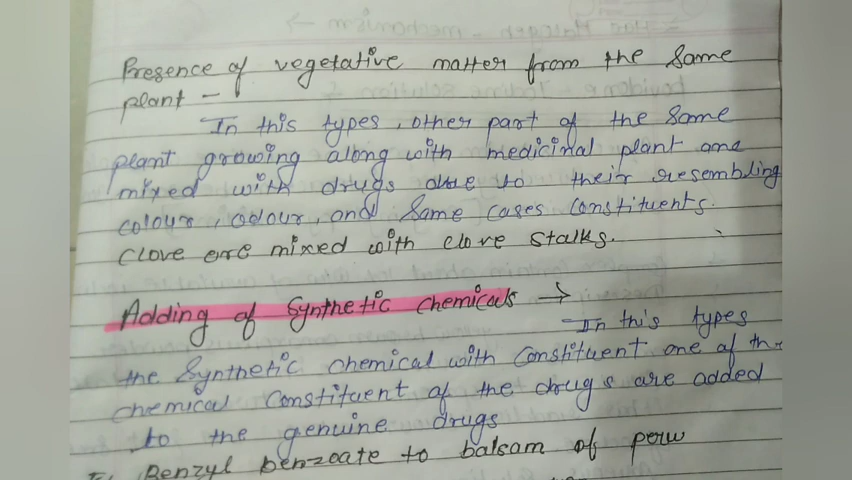 Presence of vegetative matter from the same
plant -
In this types, other part of the same
plant growing along with medicinal plant are
mixed with drugs due to their resembling
colour, odour, and same cases constituents.
Clove are mixed with clove stalks.
Adding of Synthetic chemicals →
In this types
the Synthetic chemical with constituent one of th
chemical constituent of the drugs are added
to the genuine drugs
Benzyl benzoate to balsam of peru